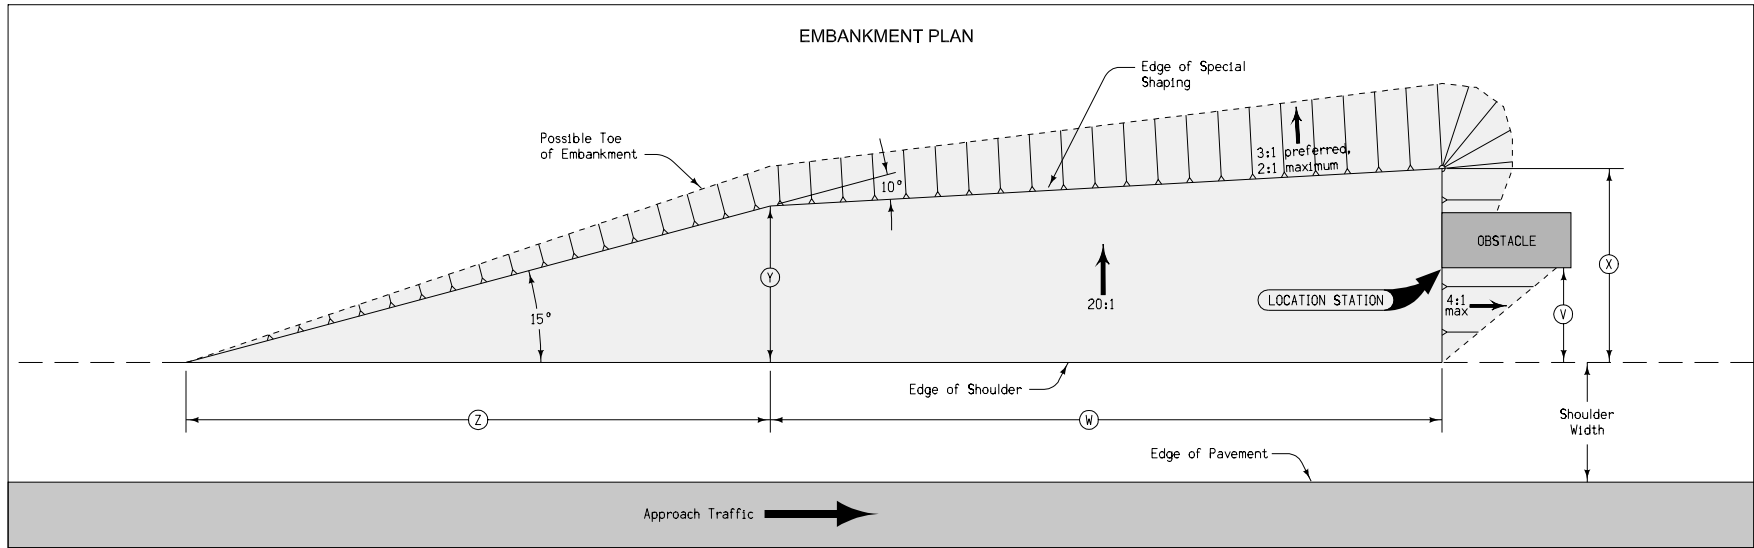 EMBANKMENT PLAN
Edge of Special
Shaping
Possible Toe
of Embankment
3:1 preferred,
2:1 maximum
10°
OBSTACLE
Y
X
15°
20:1
LOCATION STATION
4:1
max
V
Edge of Shoulder
Z
W
Shoulder
Width
Edge of Pavement
Approach Traffic